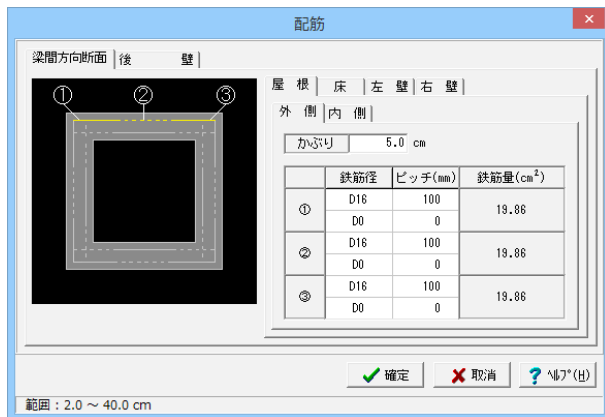 配筋
×
梁間方向断面 後 壁
① ② ③
屋 根 床 左 壁 右 壁
外 側 内 側
かぶり 5.0 cm
鉄筋径 ピッチ(mm) 鉄筋量(cm²)
① D16 100 19.86
D0 0
② D16 100 19.86
D0 0
③ D16 100 19.86
D0 0
確定 取消 ? ﾍﾙﾌﾟ(H)
範囲：2.0 ～ 40.0 cm